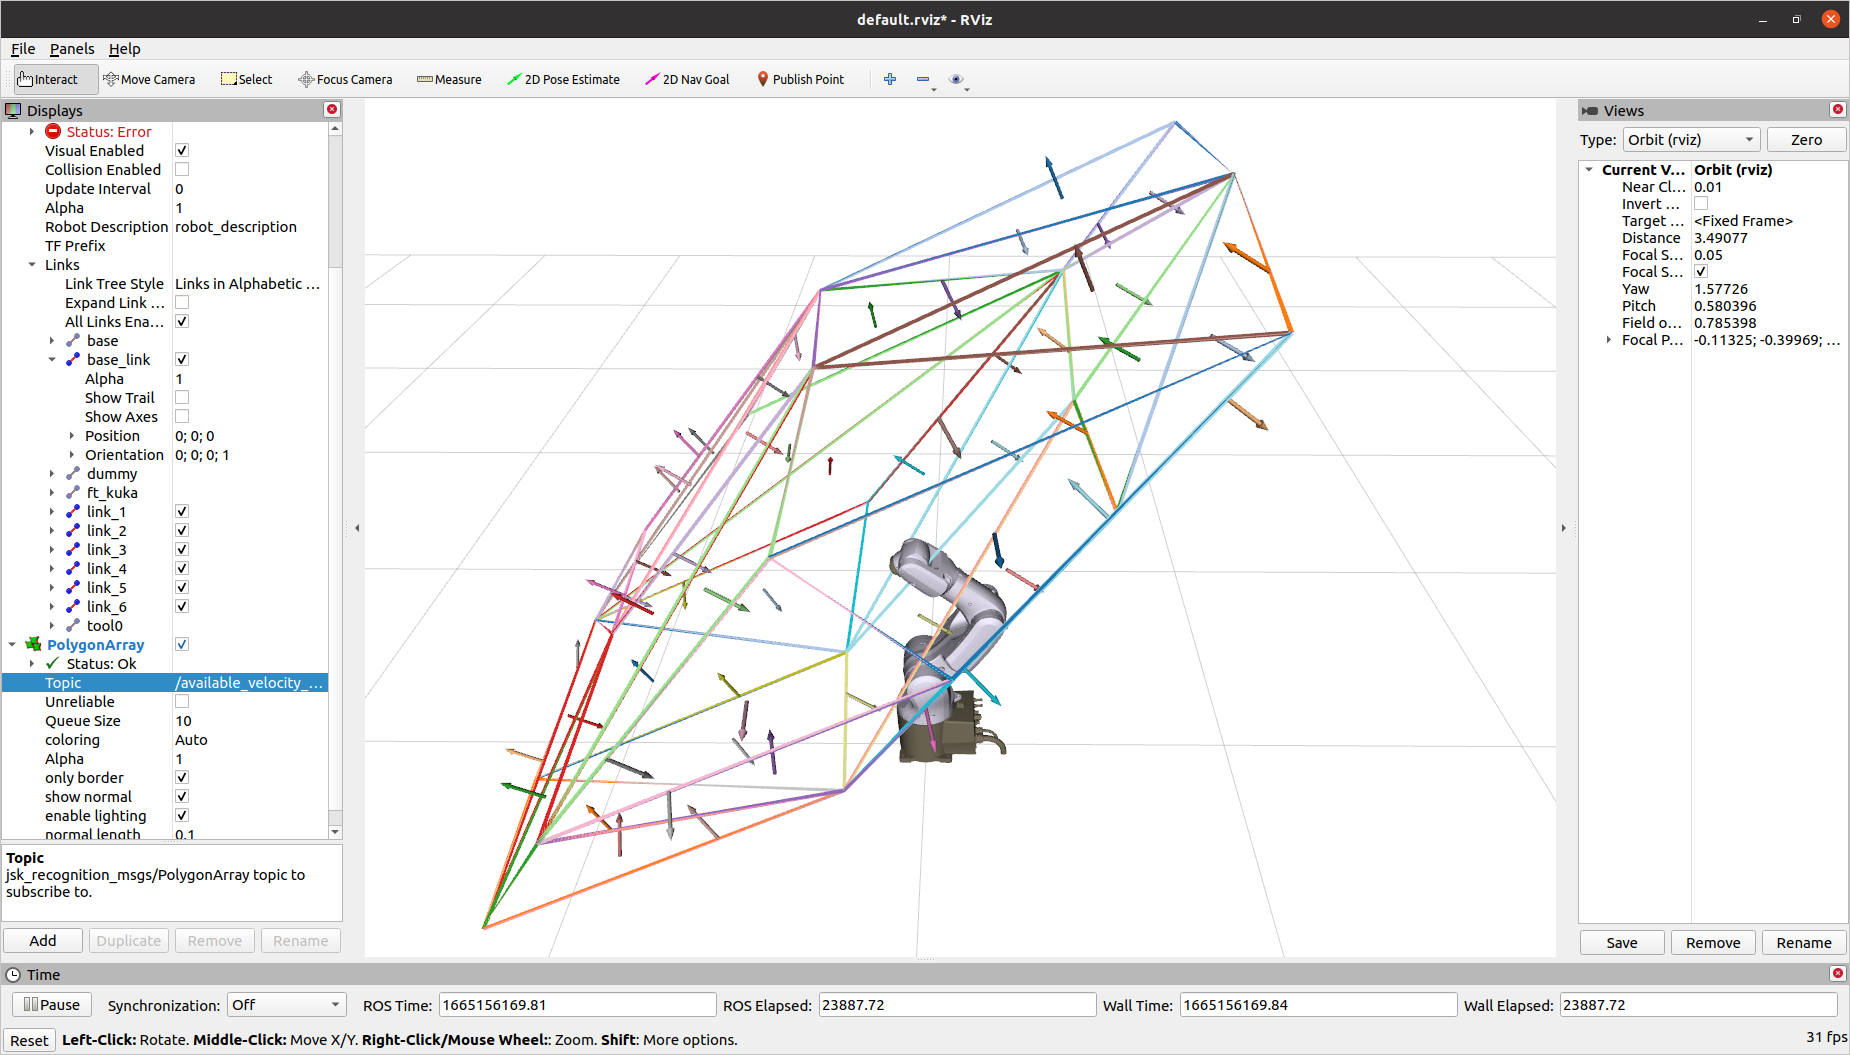 default.rviz* - RViz
File Panels Help
Interact Move Camera Select Focus Camera Measure 2D Pose Estimate 2D Nav Goal Publish Point
Displays
Status: Error
Visual Enabled
Collision Enabled
Update Interval 0
Alpha 1
Robot Description robot_description
TF Prefix
Links
Link Tree Style Links in Alphabetic ...
Expand Link ...
All Links Ena...
base
base_link
Alpha 1
Show Trail
Show Axes
Position 0; 0; 0
Orientation 0; 0; 0; 1
dummy
ft_kuka
link_1
link_2
link_3
link_4
link_5
link_6
tool0
PolygonArray
Status: Ok
Topic /available_velocity_...
Unreliable
Queue Size 10
coloring Auto
Alpha 1
only border
show normal
enable lighting
normal length 0.1
Topic
jsk_recognition_msgs/PolygonArray topic to
subscribe to.
Add Duplicate Remove Rename
Views
Type: Orbit (rviz) Zero
Current V... Orbit (rviz)
Near Cl... 0.01
Invert ...
Target ... <Fixed Frame>
Distance 3.49077
Focal S... 0.05
Focal S...
Yaw 1.57726
Pitch 0.580396
Field o... 0.785398
Focal P... -0.11325; -0.39969; ...
Save Remove Rename
Time
Pause Synchronization: Off ROS Time: 1665156169.81 ROS Elapsed: 23887.72 Wall Time: 1665156169.84 Wall Elapsed: 23887.72
Reset Left-Click: Rotate. Middle-Click: Move X/Y. Right-Click/Mouse Wheel:: Zoom. Shift: More options. 31 fps